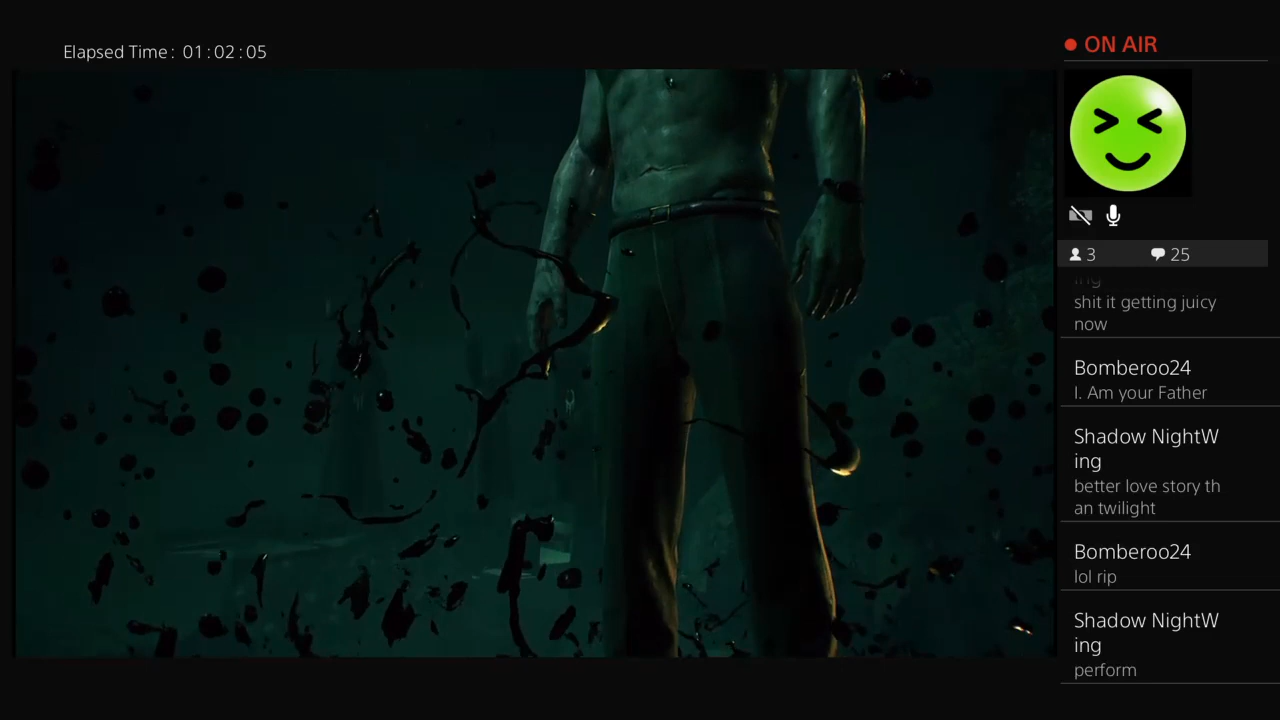 Elapsed Time: 01:02:05
ON AIR
3 25
ing
shit it getting juicy
now
Bomberoo24
I. Am your Father
Shadow NightW
ing
better love story th
an twilight
Bomberoo24
lol rip
Shadow NightW
ing
perform